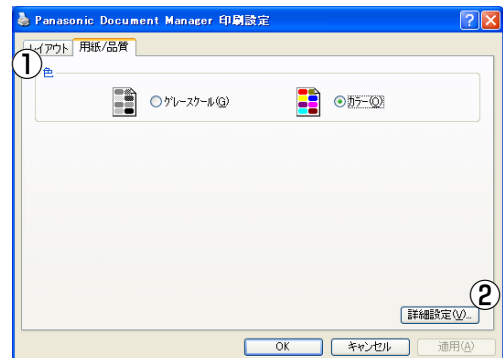 Panasonic Document Manager 印刷設定
レイアウト 用紙/品質
①
色
グレースケール(G) カラー(O)
②
詳細設定(V)...
OK キャンセル 適用(A)